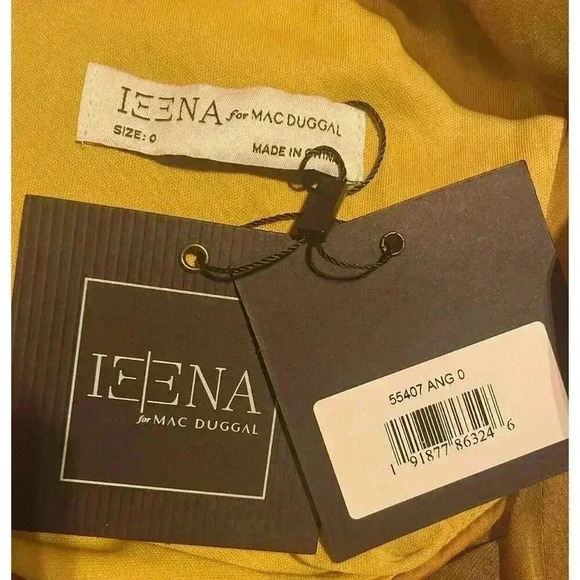 IEENA for MAC DUGGAL
SIZE: 0
MADE IN CHINA
IEENA
for MAC DUGGAL
55407 ANG 0
1 91877 86324 6